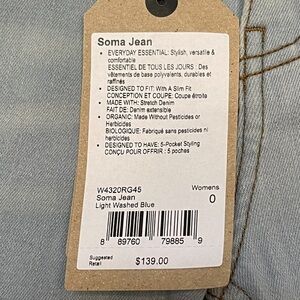 Soma Jean
• EVERYDAY ESSENTIAL: Stylish, versatile &
comfortable
ESSENTIEL DE TOUS LES JOURS : Des
vêtements de base polyvalents, durables et
raffinés
• DESIGNED TO FIT: With A Slim Fit
CONCEPTION ET COUPE: Coupe étroite
• MADE WITH: Stretch Denim
FAIT DE: Denim extensible
• ORGANIC: Made Without Pesticides or
Herbicides
BIOLOGIQUE: Fabriqué sans pesticides ni
herbicides
• DESIGNED TO HAVE: 5-Pocket Styling
CONÇU POUR OFFRIR : 5 poches
W4320RG45 Womens
Soma Jean 0
Light Washed Blue
8 89760 79885 9
Suggested
Retail $139.00